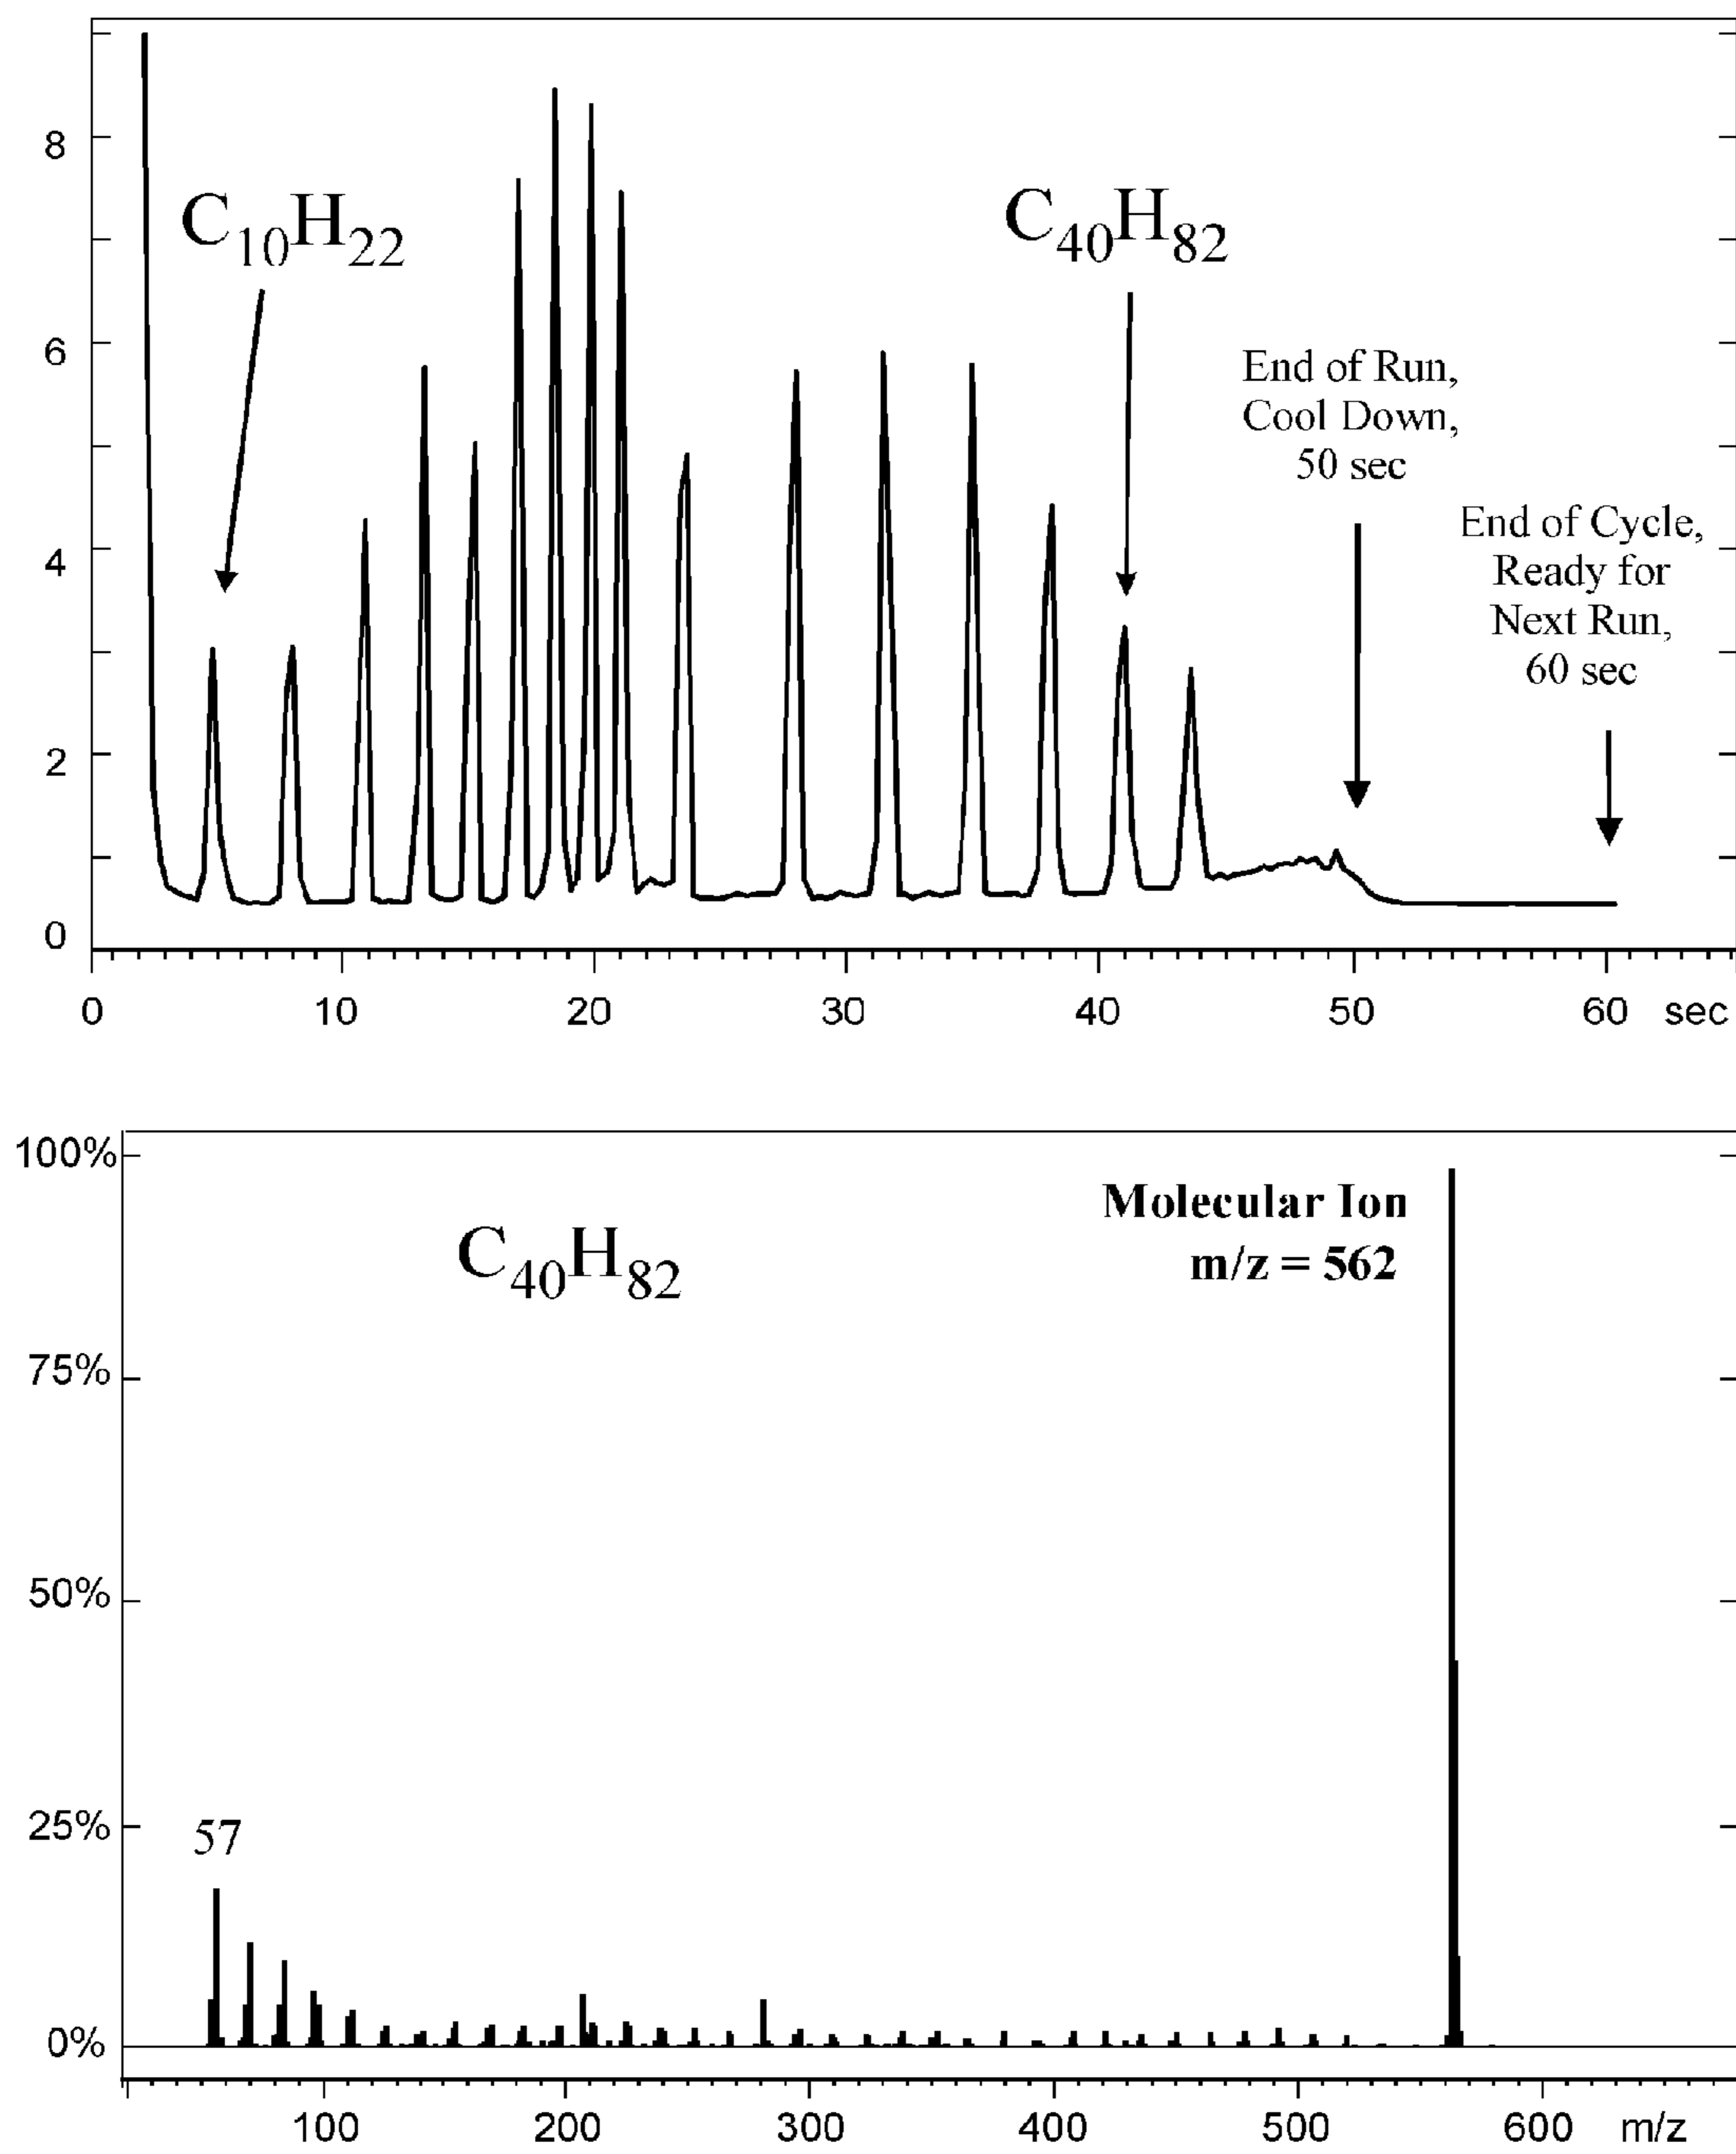 8
6
4
2
0
C₁₀H₂₂
C₄₀H₈₂
End of Run,
Cool Down,
50 sec
End of Cycle,
Ready for
Next Run,
60 sec
0 10 20 30 40 50 60 sec
100%
75%
50%
25%
0%
C₄₀H₈₂
Molecular Ion
m/z = 562
57
100 200 300 400 500 600 m/z